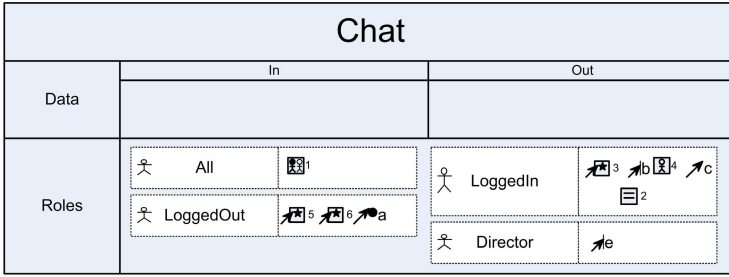 Chat
In Out
Data
All 1
LoggedOut 5 6 a
LoggedIn 3 b 4 c
2
Director e
Roles